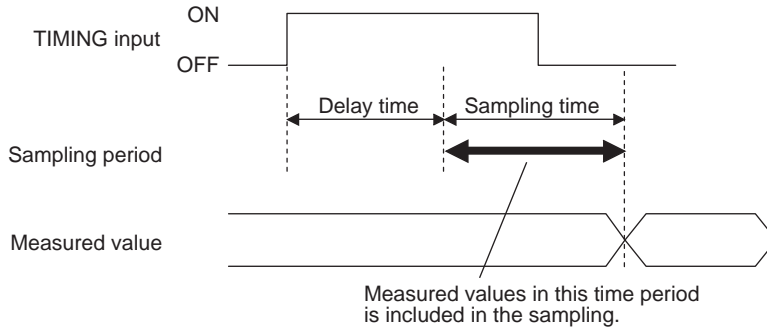 ON
TIMING input
OFF
Delay time
Sampling time
Sampling period
Measured value
Measured values in this time period
is included in the sampling.